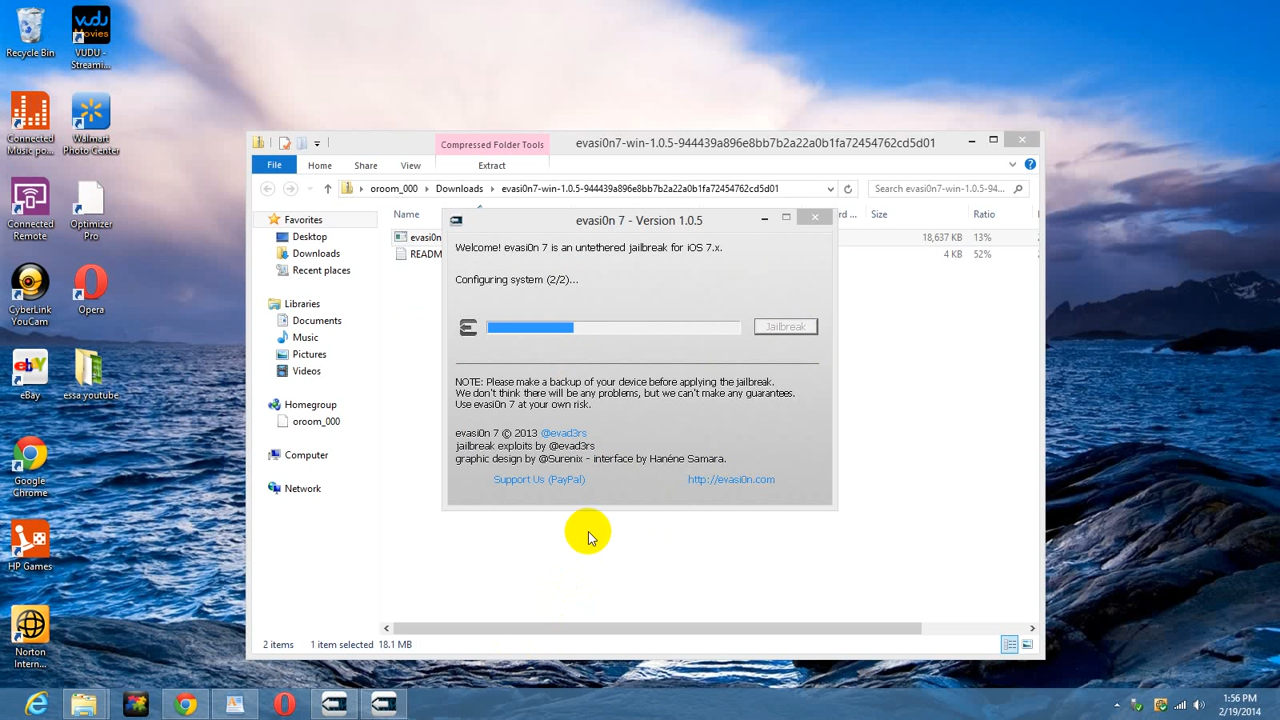 Recycle Bin
VUDU -
Streami...
vudu
Movies
Connected
Music po...
Walmart
Photo Center
Connected
Remote
Optimizer
Pro
CyberLink
YouCam
Opera
ebay
eBay
essa youtube
Google
Chrome
HP Games
Norton
Intern...
Compressed Folder Tools
evasi0n7-win-1.0.5-944439a896e8bb7b2a22a0b1fa72454762cd5d01
File
Home
Share
View
Extract
oroom_000
Downloads
evasi0n7-win-1.0.5-944439a896e8bb7b2a22a0b1fa72454762cd5d01
Search evasi0n7-win-1.0.5-94...
Favorites
Desktop
Downloads
Recent places
Libraries
Documents
Music
Pictures
Videos
Homegroup
oroom_000
Computer
Network
Name
rd ...
Size
Ratio
evasi0n
18,637 KB
13%
READM
4 KB
52%
evasi0n 7 - Version 1.0.5
Welcome! evasi0n 7 is an untethered jailbreak for iOS 7.x.
Configuring system (2/2)...
Jailbreak
NOTE: Please make a backup of your device before applying the jailbreak.
We don't think there will be any problems, but we can't make any guarantees.
Use evasi0n 7 at your own risk.
evasi0n 7 © 2013 @evad3rs
jailbreak exploits by @evad3rs
graphic design by @Surenix - interface by Hanéne Samara.
Support Us (PayPal)
http://evasi0n.com
2 items
1 item selected 18.1 MB
1:56 PM
2/19/2014